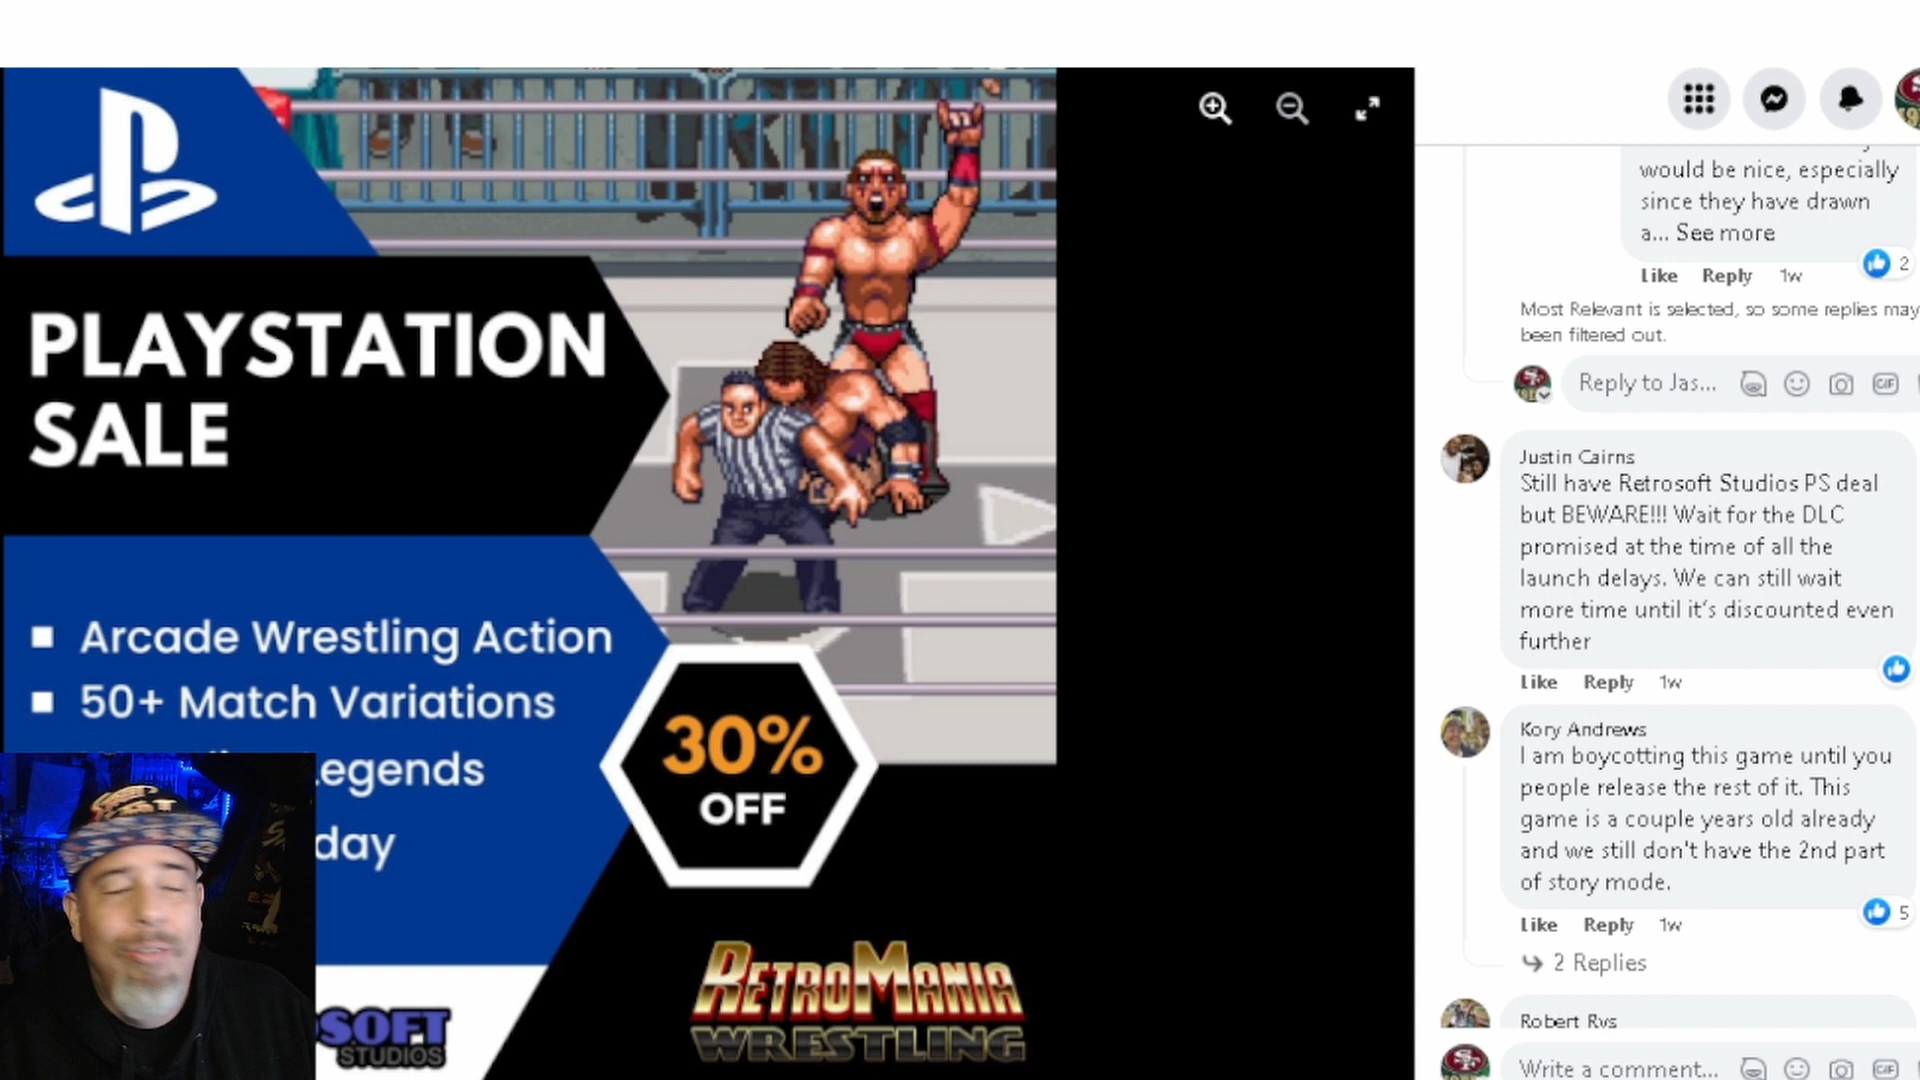 PLAYSTATION
SALE
Arcade Wrestling Action
50+ Match Variations
Legends
day
30%
OFF
SOFT
STUDIOS
RETROMANIA
WRESTLING
would be nice, especially
since they have drawn
a... See more
Like Reply 1w
2
Most Relevant is selected, so some replies may
been filtered out.
Reply to Jas...
GIF
Justin Cairns
Still have Retrosoft Studios PS deal
but BEWARE!!! Wait for the DLC
promised at the time of all the
launch delays. We can still wait
more time until it's discounted even
further
Like Reply 1w
Kory Andrews
I am boycotting this game until you
people release the rest of it. This
game is a couple years old already
and we still don't have the 2nd part
of story mode.
5
Like Reply 1w
2 Replies
Robert Rys
Write a comment...
GIF